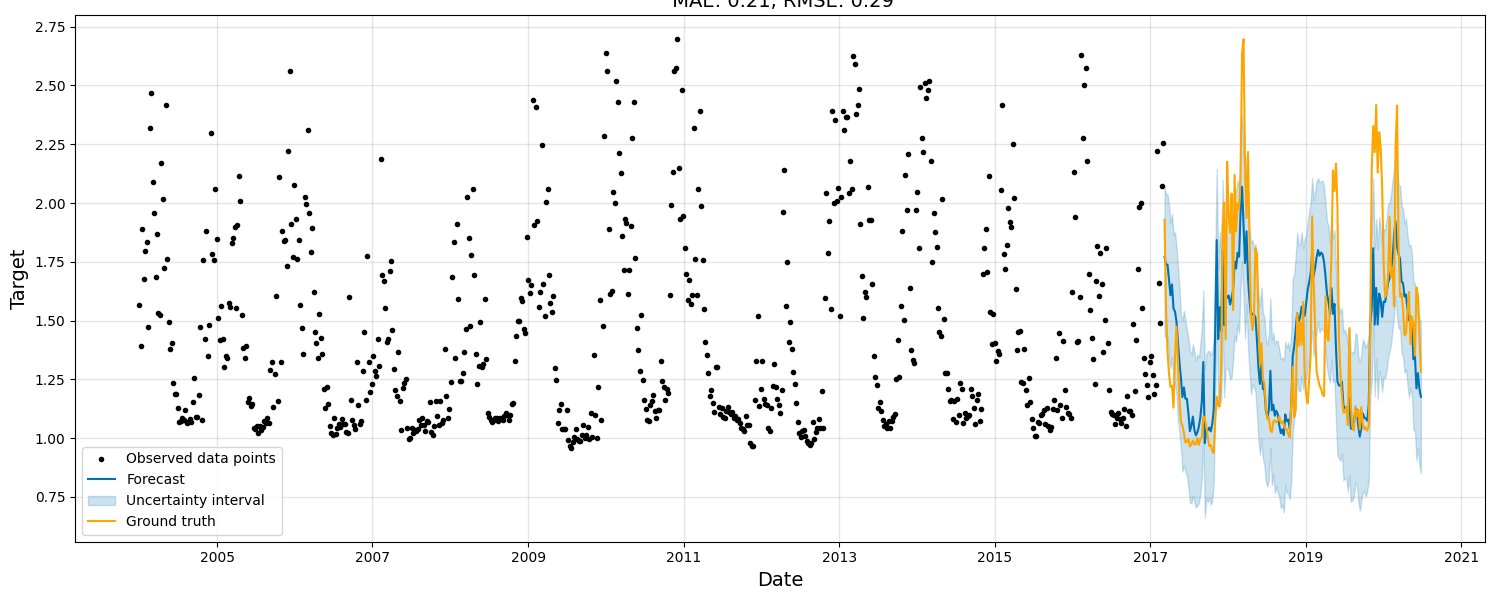 MAE: 0.21, RMSE: 0.29
2.75
2.50
2.25
2.00
1.75
1.50
1.25
1.00
0.75
Target
Observed data points
Forecast
Uncertainty interval
Ground truth
2005
2007
2009
2011
2013
2015
2017
2019
2021
Date